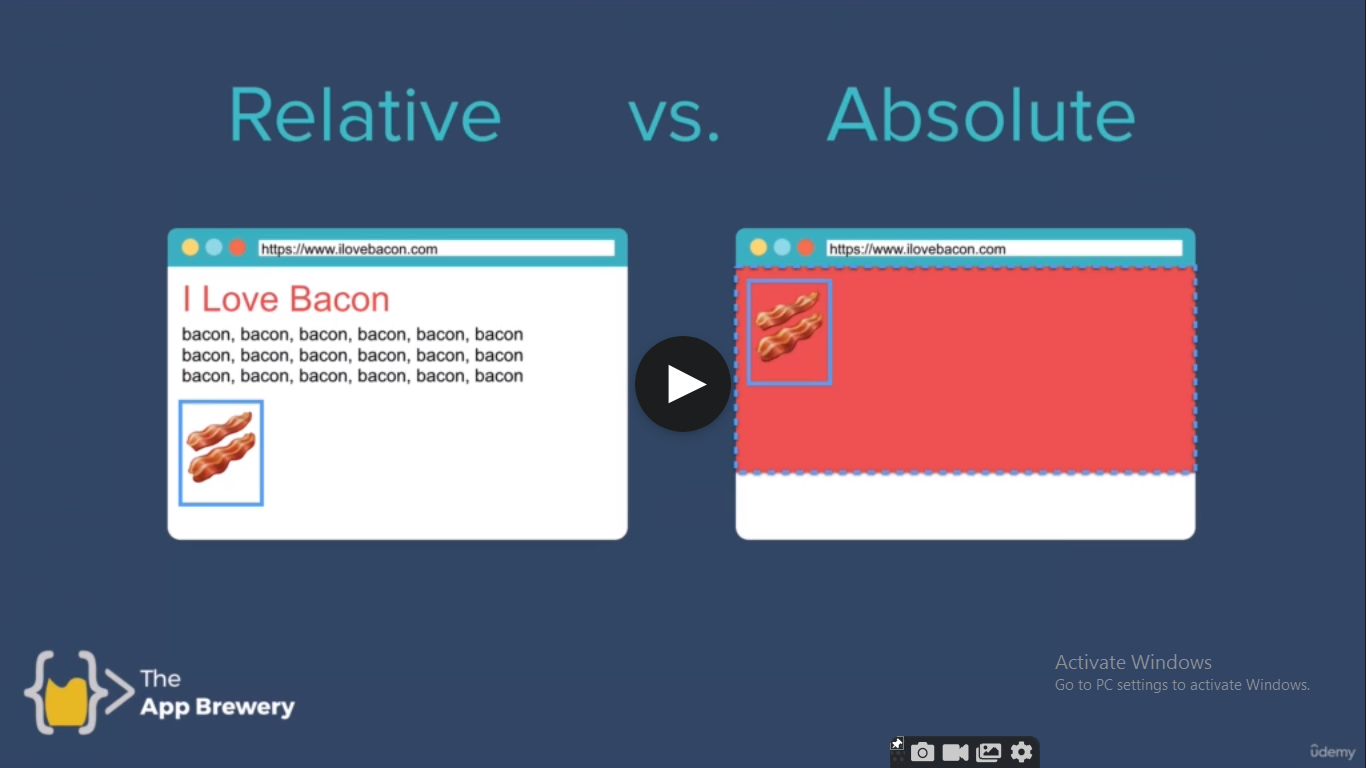 Relative vs. Absolute
https://www.ilovebacon.com
I Love Bacon
bacon, bacon, bacon, bacon, bacon, bacon
bacon, bacon, bacon, bacon, bacon, bacon
bacon, bacon, bacon, bacon, bacon, bacon
https://www.ilovebacon.com
The
App Brewery
Activate Windows
Go to PC settings to activate Windows.
ûdemy